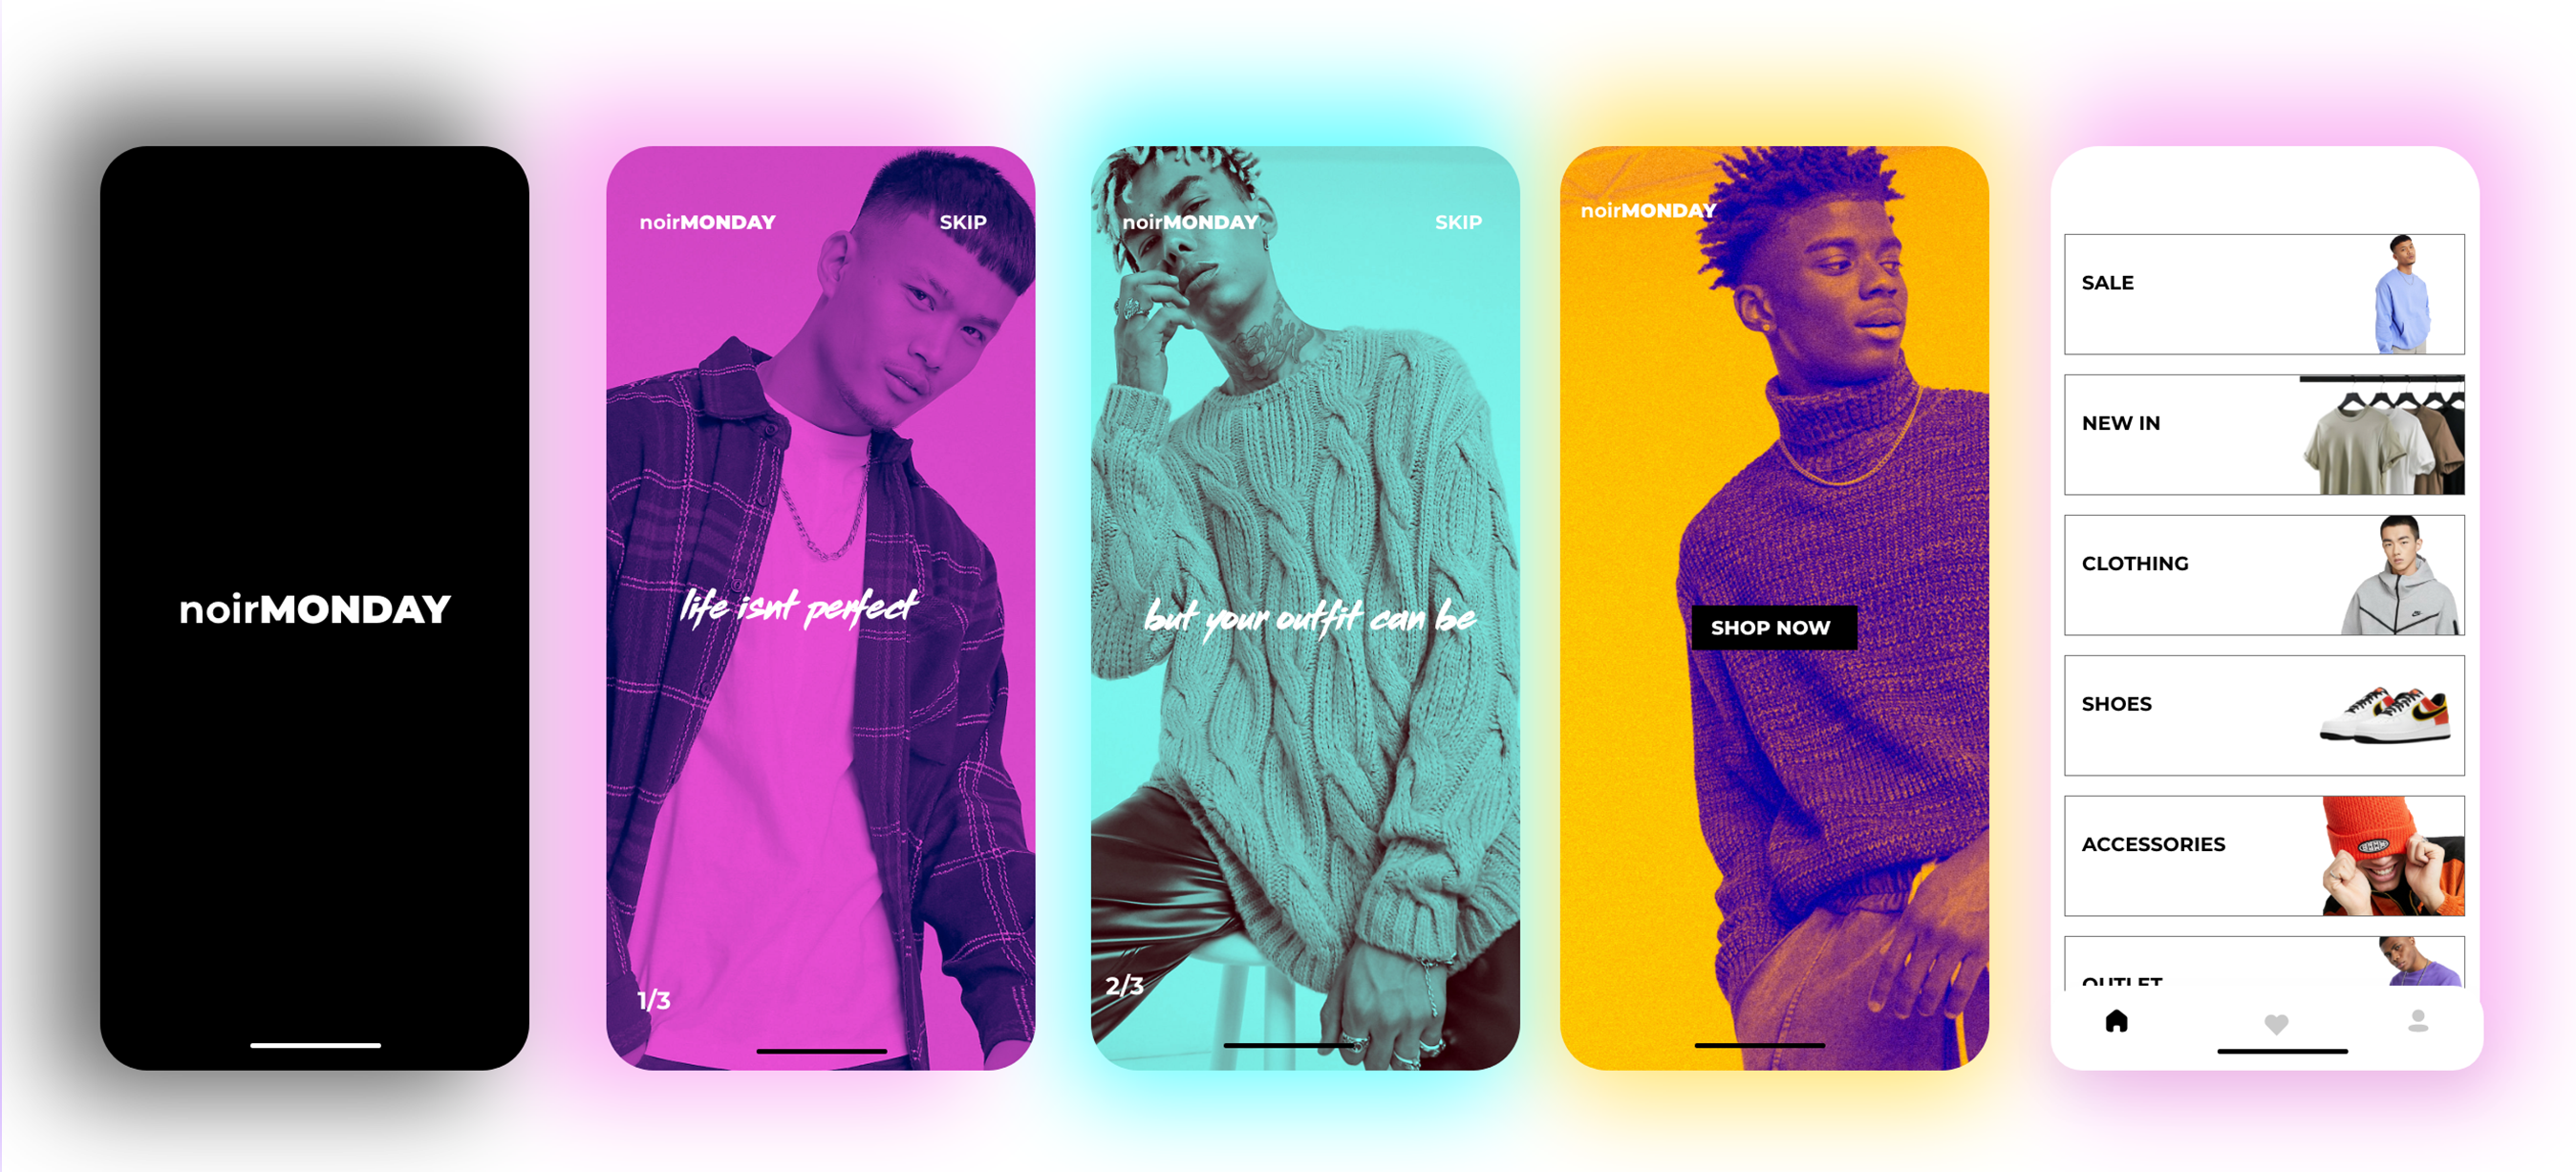 noirMONDAY
noirMONDAY
SKIP
life isnt perfect
1/3
noirMONDAY
SKIP
but your outfit can be
2/3
noirMONDAY
SHOP NOW
SALE
NEW IN
CLOTHING
SHOES
ACCESSORIES
OUTLET